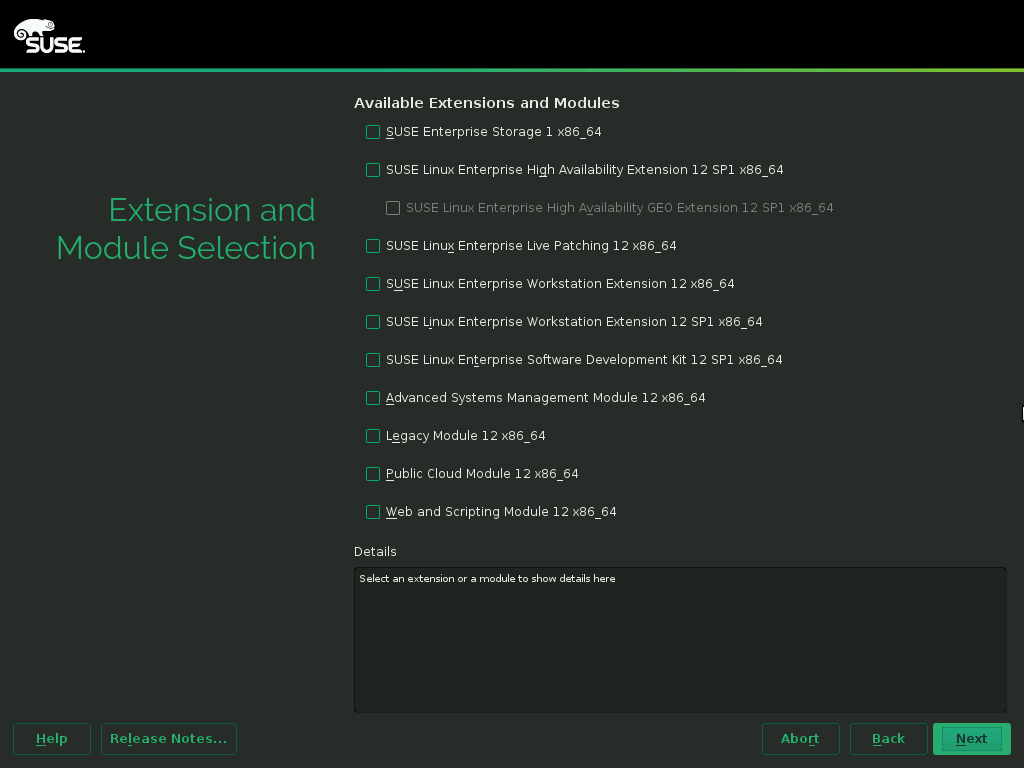 SUSE
Extension and
Module Selection
Available Extensions and Modules
SUSE Enterprise Storage 1 x86_64
SUSE Linux Enterprise High Availability Extension 12 SP1 x86_64
SUSE Linux Enterprise High Availability GEO Extension 12 SP1 x86_64
SUSE Linux Enterprise Live Patching 12 x86_64
SUSE Linux Enterprise Workstation Extension 12 x86_64
SUSE Linux Enterprise Workstation Extension 12 SP1 x86_64
SUSE Linux Enterprise Software Development Kit 12 SP1 x86_64
Advanced Systems Management Module 12 x86_64
Legacy Module 12 x86_64
Public Cloud Module 12 x86_64
Web and Scripting Module 12 x86_64
Details
Select an extension or a module to show details here
Help Release Notes... Abort Back Next